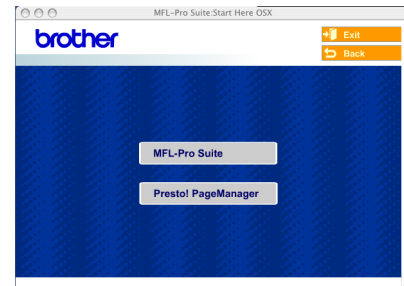 MFL-Pro Suite:Start Here OSX
brother
Exit
Back
MFL-Pro Suite
Presto! PageManager